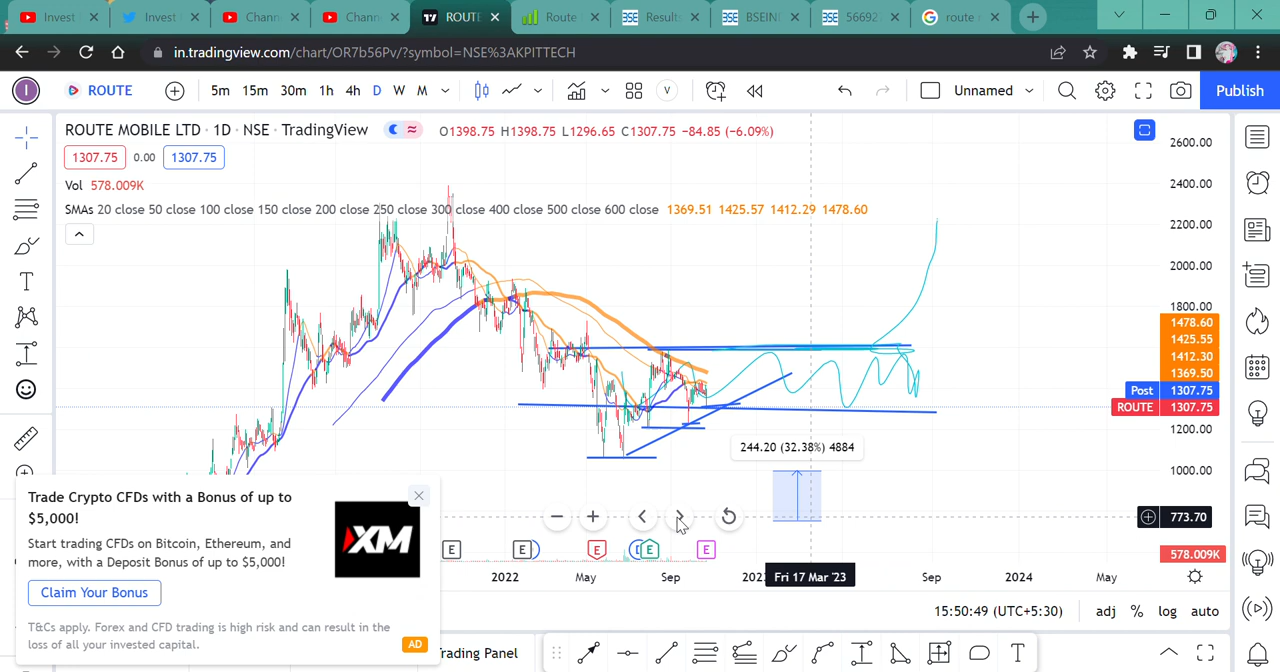 Invest
Invest
Chann
Chann
ROUTE
Route
Results
BSEIN
56692
route
in.tradingview.com/chart/OR7b56Pv/?symbol=NSE%3AKPITTECH
I
ROUTE
5m 15m 30m 1h 4h D W M
V
Unnamed
Publish
ROUTE MOBILE LTD · 1D · NSE · TradingView
O1398.75 H1398.75 L1296.65 C1307.75 −84.85 (−6.09%)
1307.75 0.00 1307.75
Vol 578.009K
SMAs 20 close 50 close 100 close 150 close 200 close 250 close 300 close 400 close 500 close 600 close 1369.51 1425.57 1412.29 1478.60
2600.00
2400.00
2200.00
2000.00
1800.00
1478.60
1425.55
1412.30
1369.50
Post 1307.75
ROUTE 1307.75
1200.00
1000.00
773.70
578.009K
244.20 (32.38%) 4884
E E E E E
2022 May Sep 202 Fri 17 Mar '23 Sep 2024 May
15:50:49 (UTC+5:30) adj % log auto
Trade Crypto CFDs with a Bonus of up to
$5,000!
Start trading CFDs on Bitcoin, Ethereum, and
more, with a Deposit Bonus of up to $5,000!
XM
Claim Your Bonus
T&Cs apply. Forex and CFD trading is high risk and can result in the
loss of all your invested capital.
AD
rading Panel